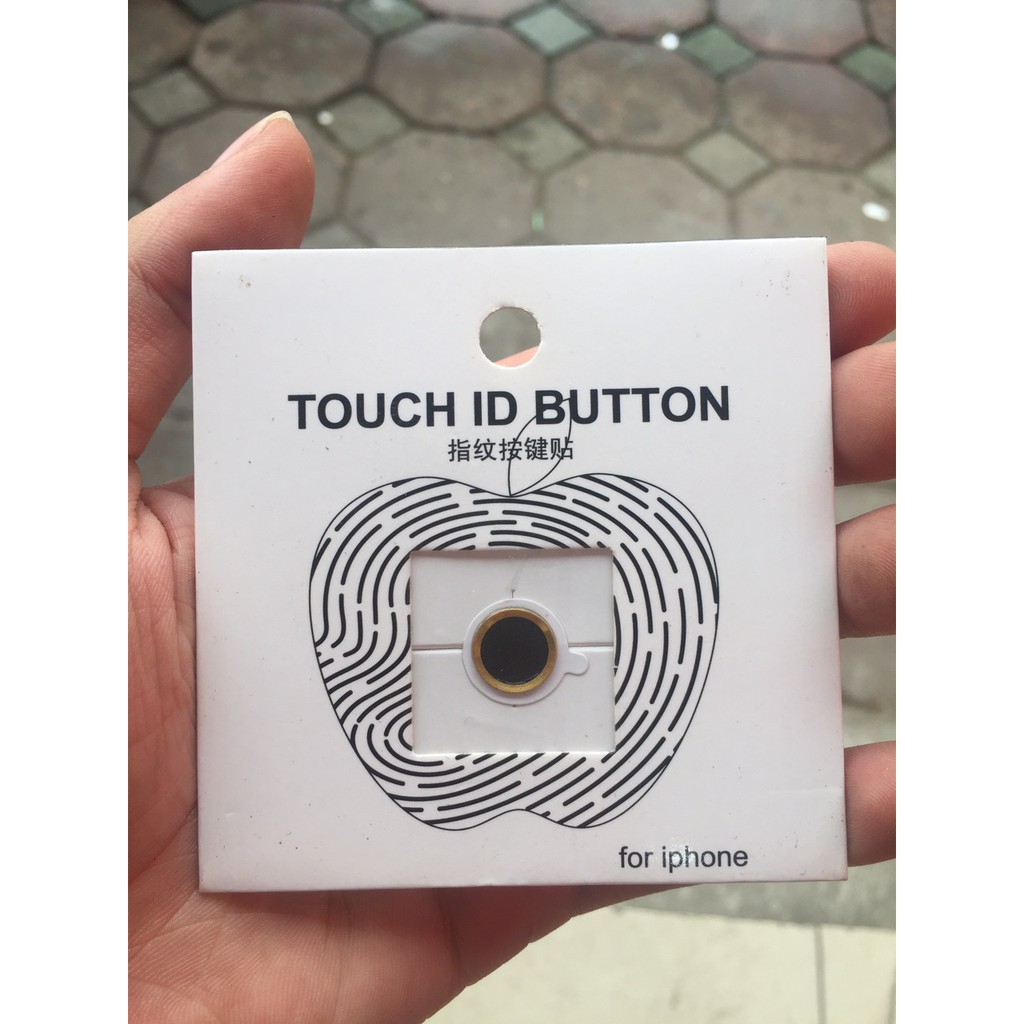 TOUCH ID BUTTON
指纹按键贴
for iphone